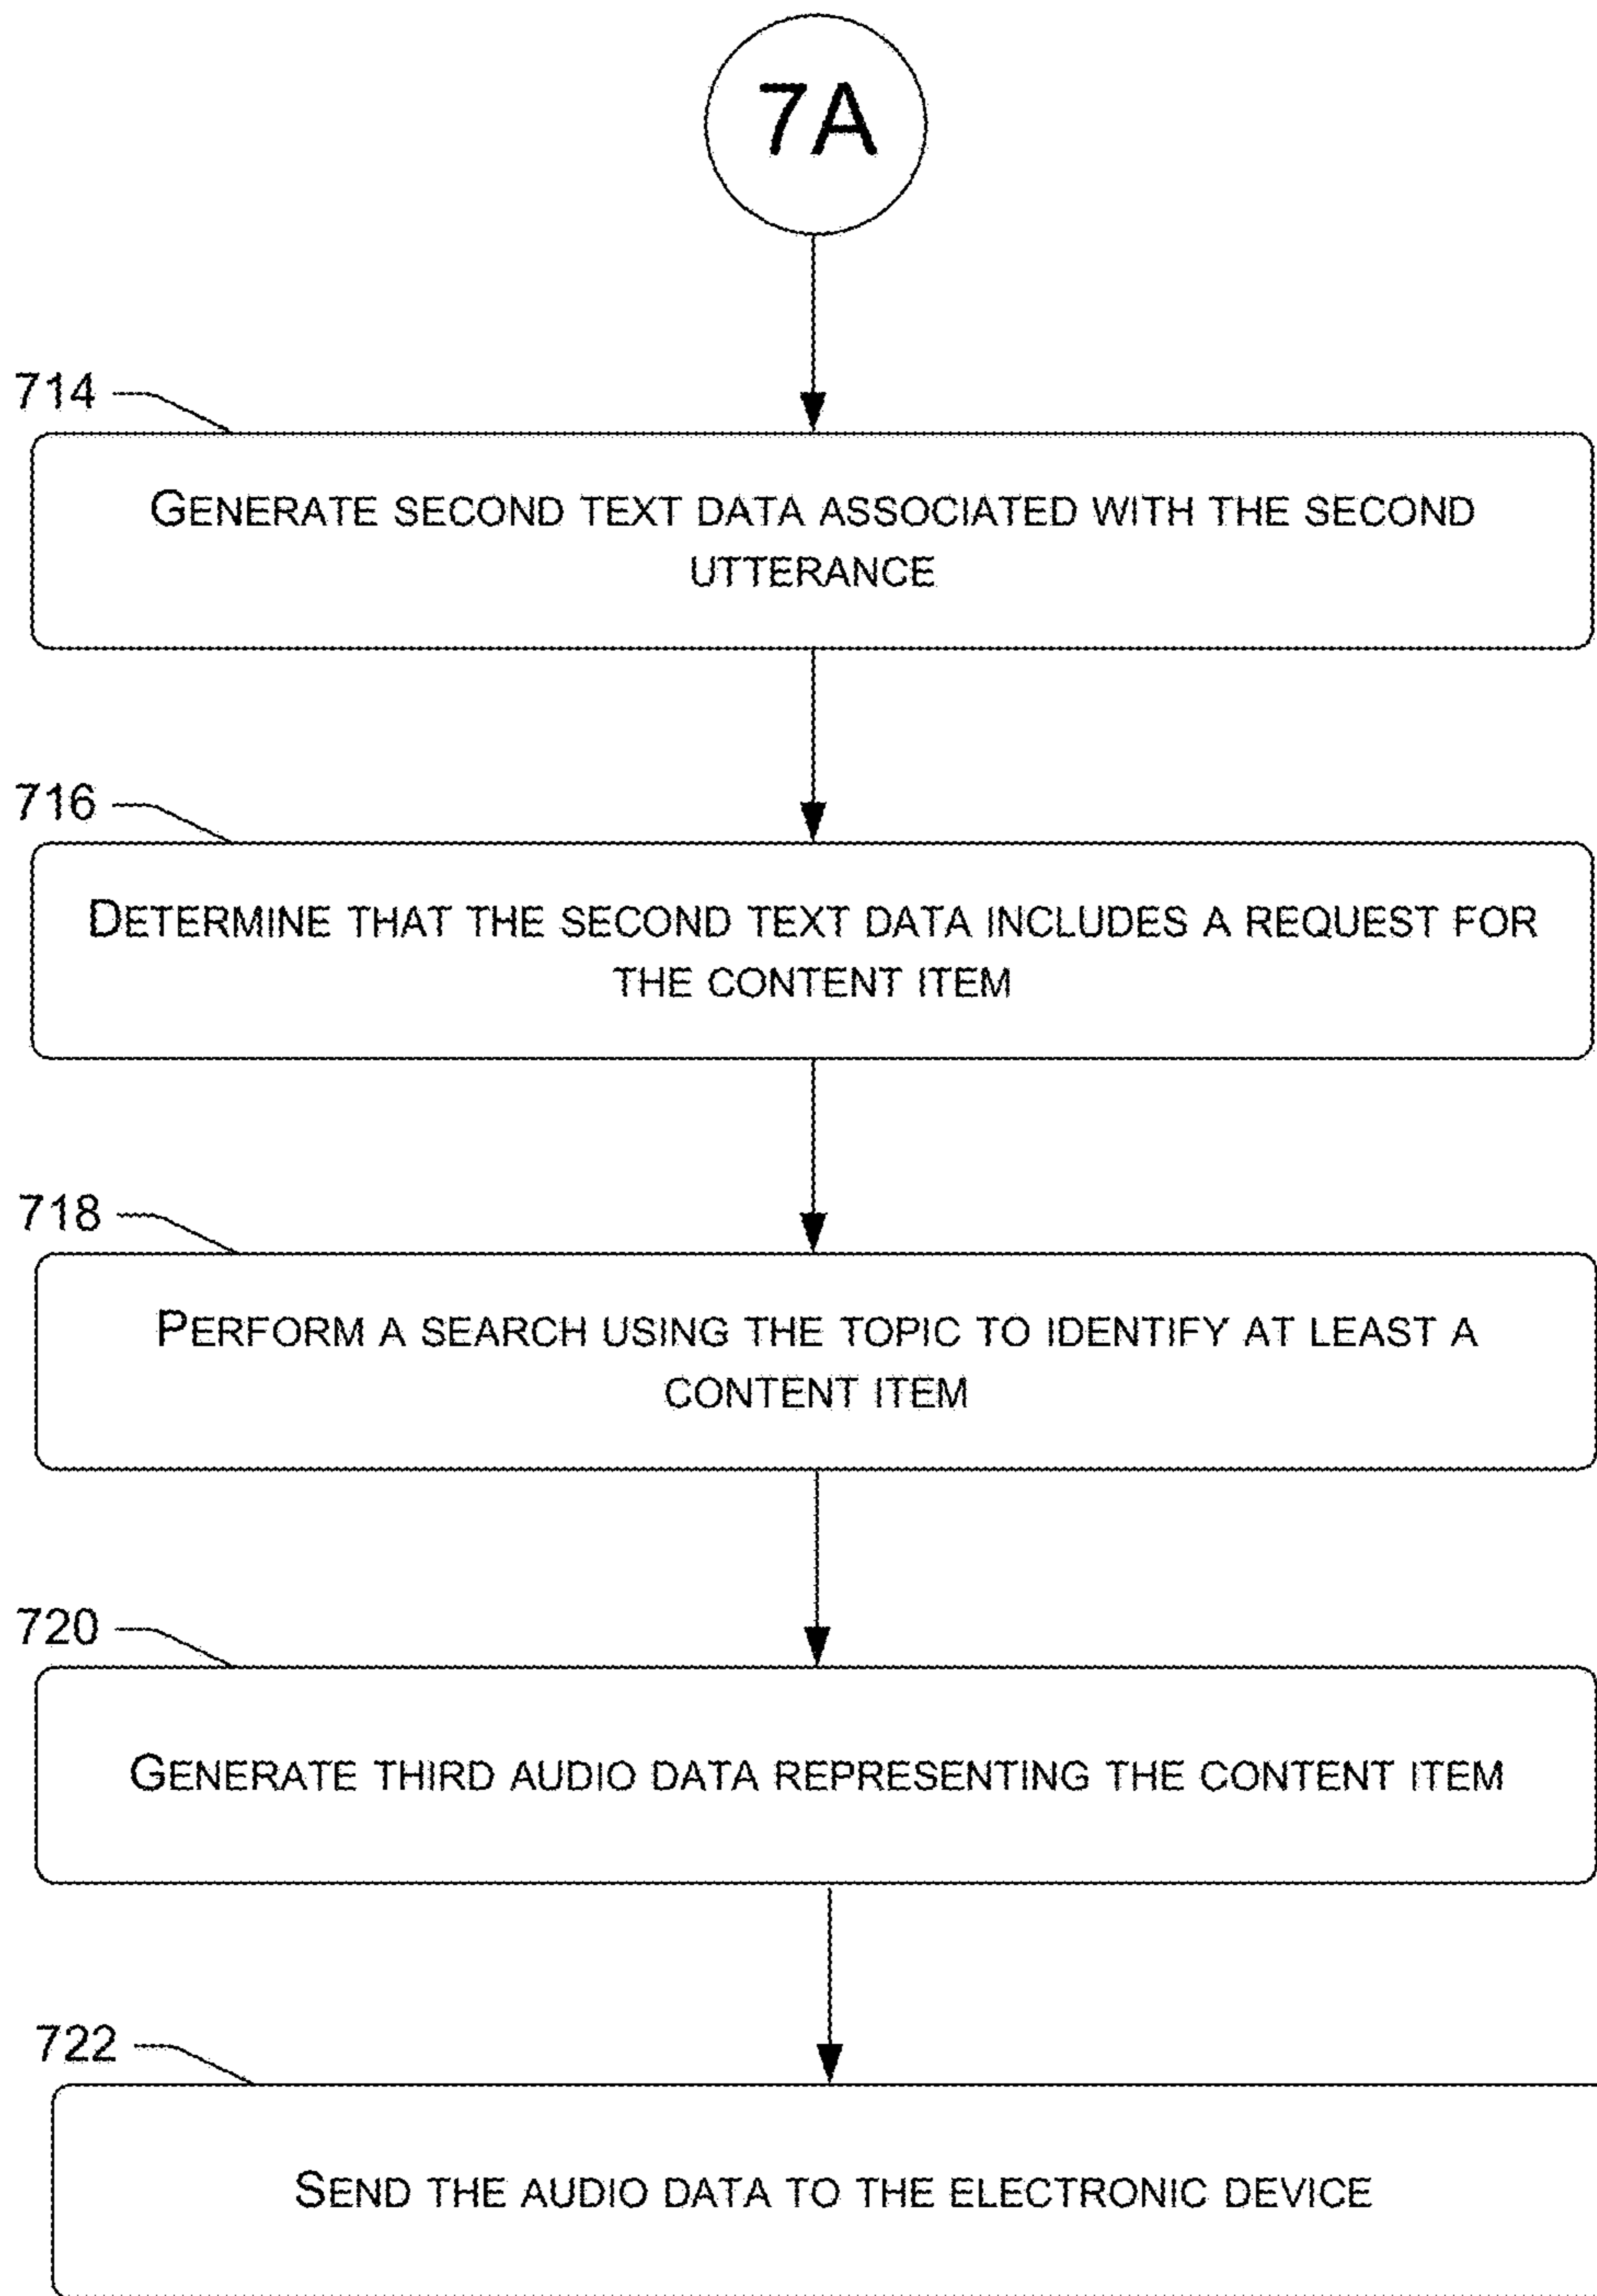 7A
714
GENERATE SECOND TEXT DATA ASSOCIATED WITH THE SECOND
UTTERANCE
716
DETERMINE THAT THE SECOND TEXT DATA INCLUDES A REQUEST FOR
THE CONTENT ITEM
718
PERFORM A SEARCH USING THE TOPIC TO IDENTIFY AT LEAST A
CONTENT ITEM
720
GENERATE THIRD AUDIO DATA REPRESENTING THE CONTENT ITEM
722
SEND THE AUDIO DATA TO THE ELECTRONIC DEVICE